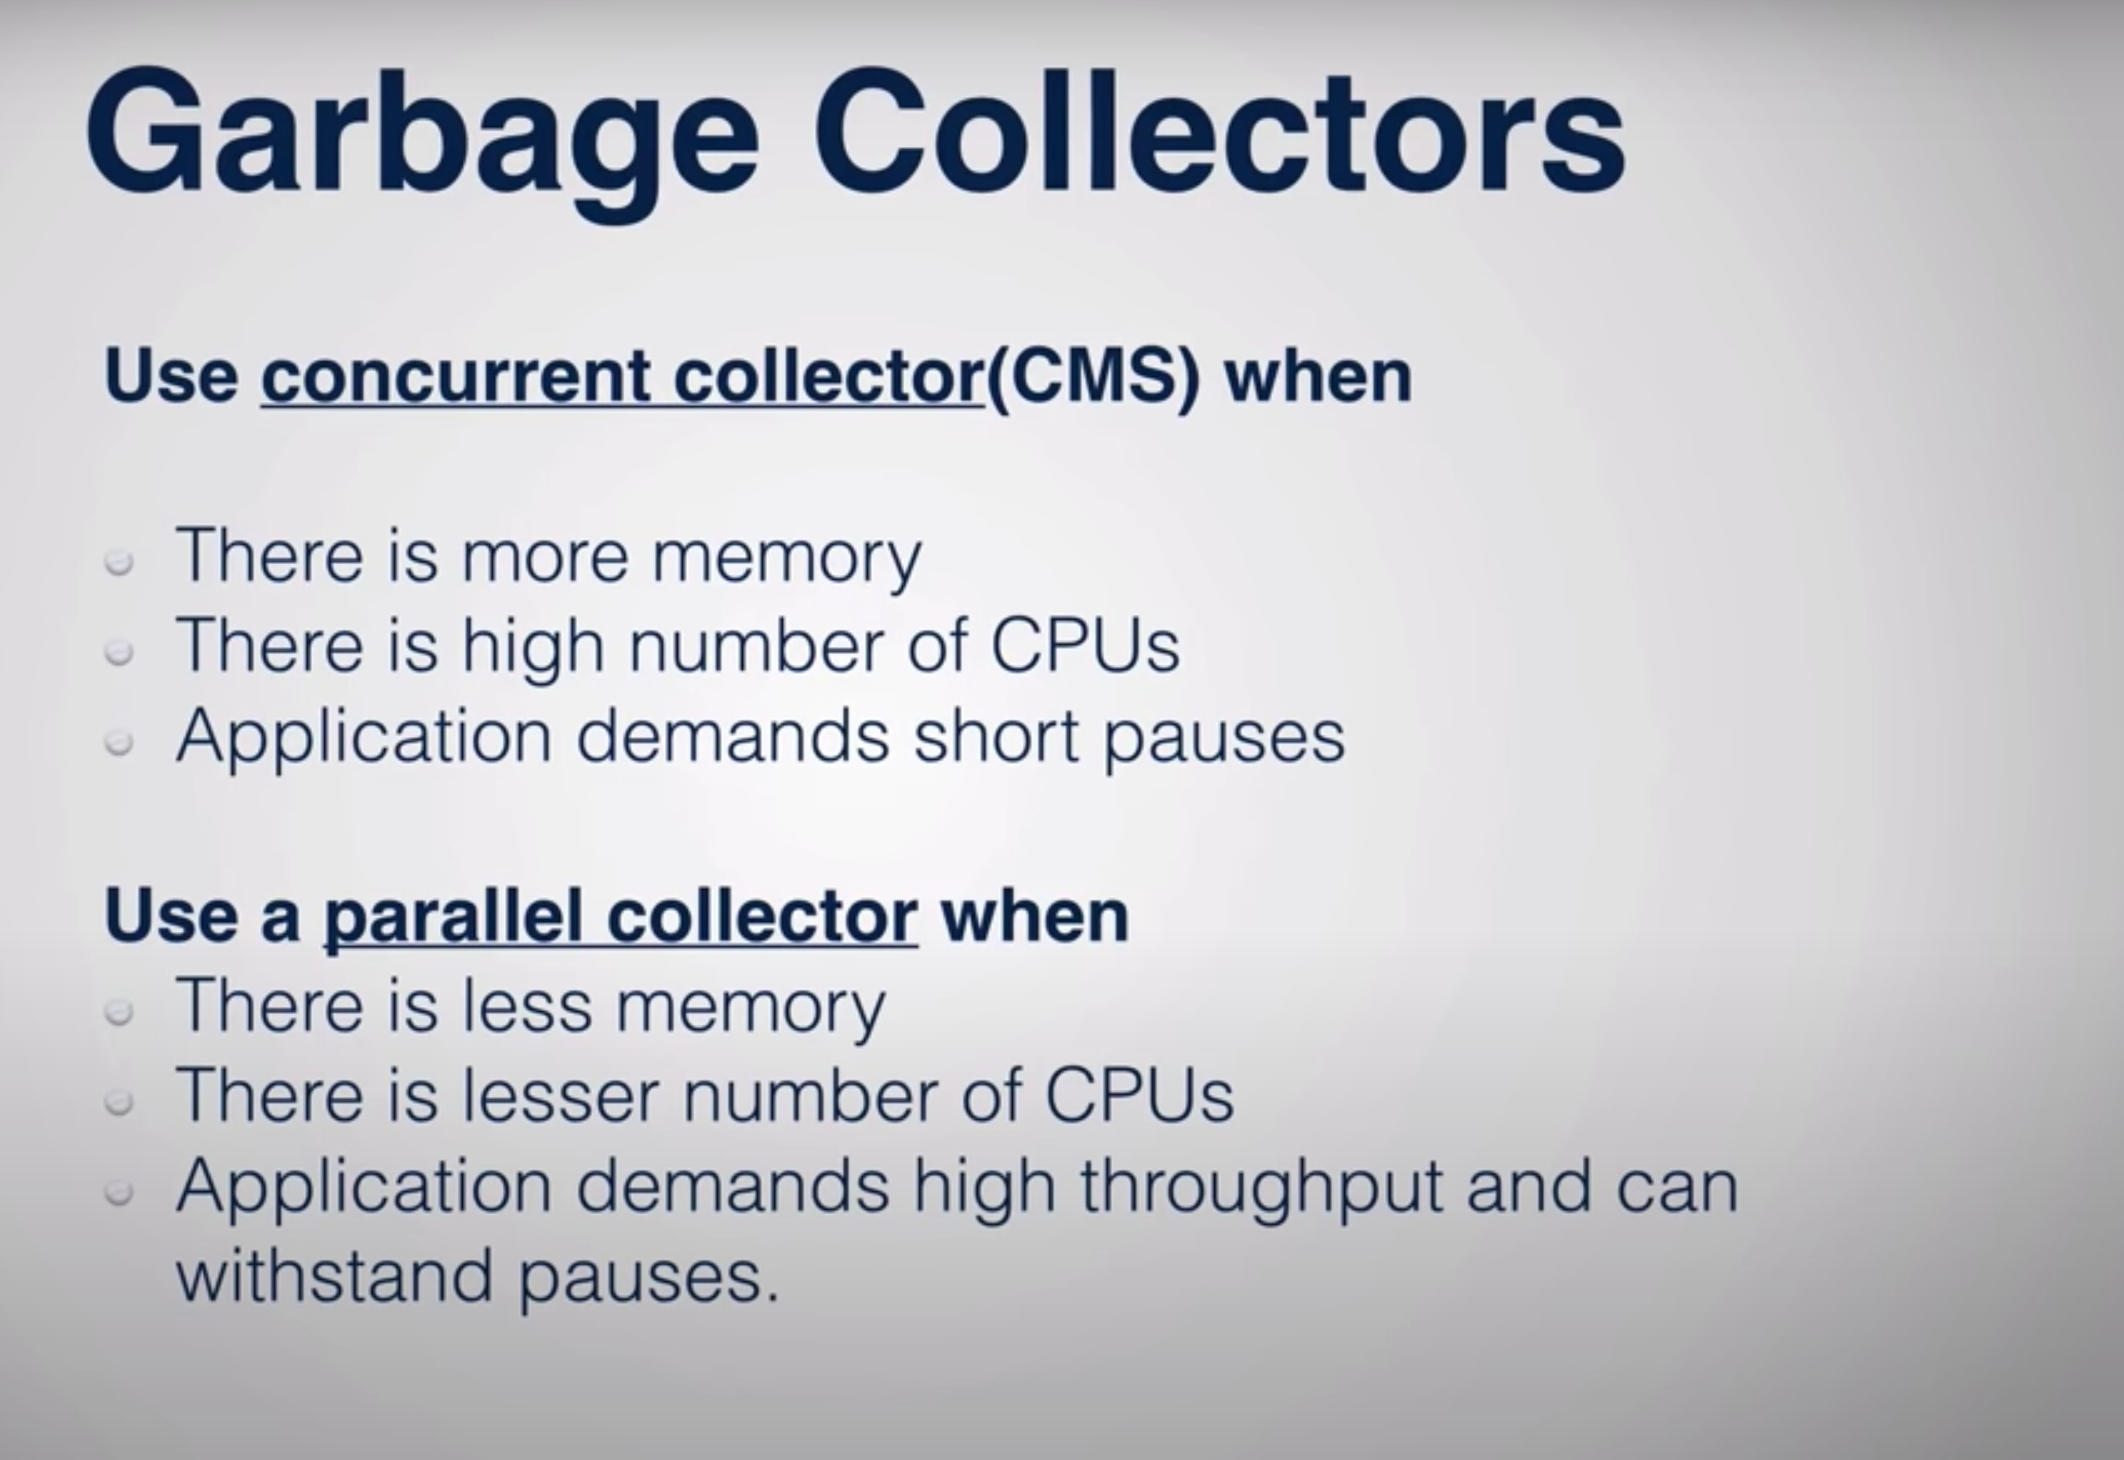 Garbage Collectors
Use concurrent collector(CMS) when
There is more memory
There is high number of CPUs
Application demands short pauses
Use a parallel collector when
There is less memory
There is lesser number of CPUs
Application demands high throughput and can
withstand pauses.